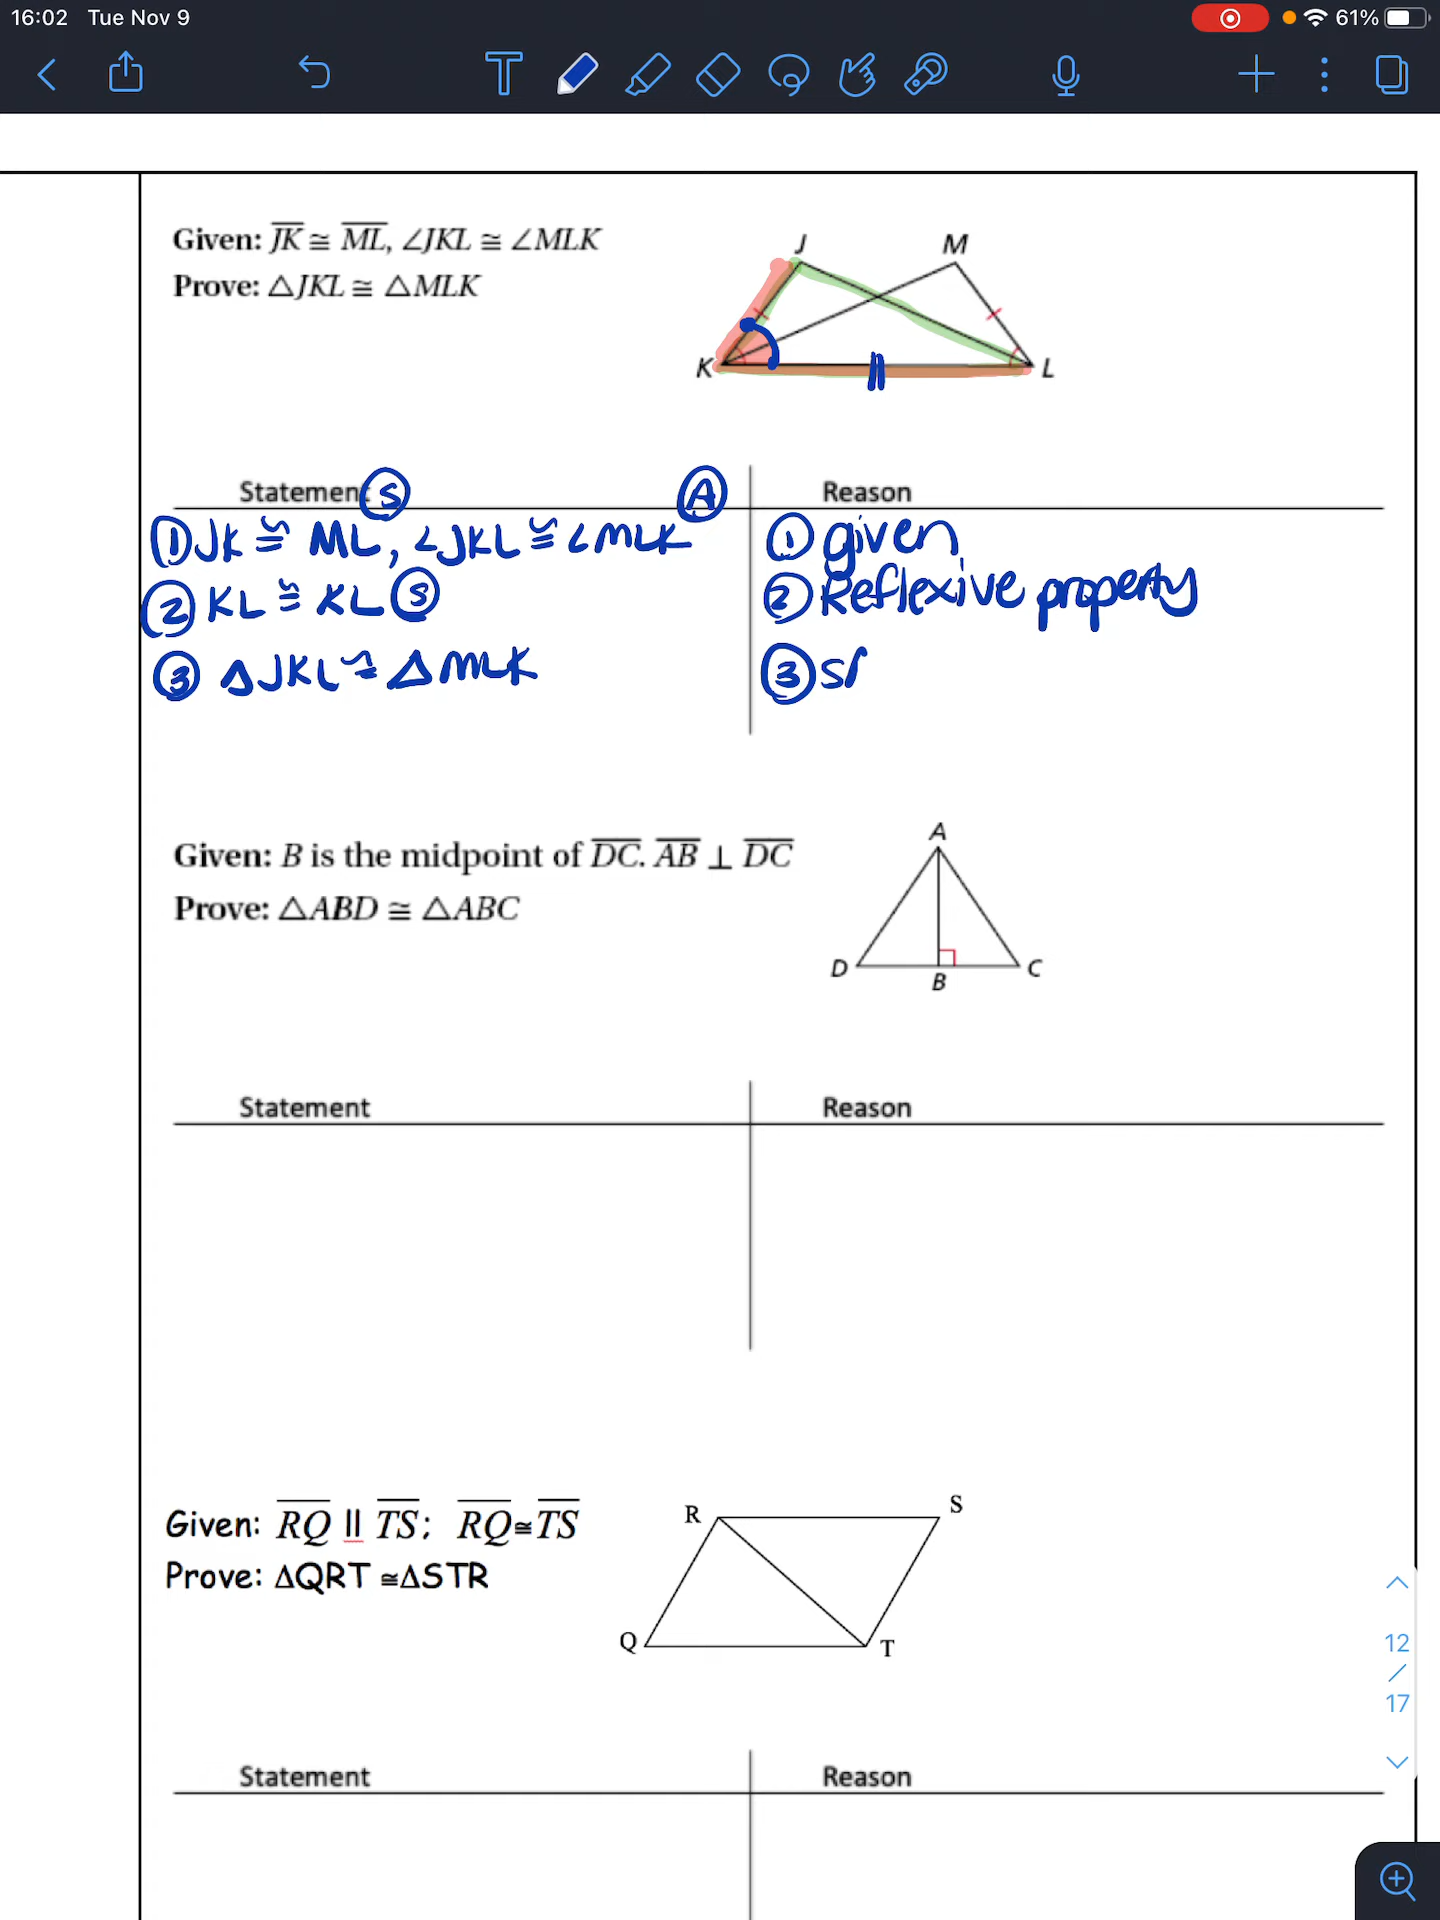 16:02 Tue Nov 9 61%
Given: JK ≅ ML, ∠JKL ≅ ∠MLK
Prove: △JKL ≅ △MLK
J M
K L
Statement S A Reason
① JK ≅ ML, ∠JKL ≅ ∠MLK ① given
② KL ≅ KL S ② Reflexive property
③ △JKL ≅ △MLK ③ S
Given: B is the midpoint of DC. AB ⊥ DC
Prove: △ABD ≅ △ABC
A
D B C
Statement Reason
Given: RQ || TS; RQ≅TS
Prove: ΔQRT ≅ΔSTR
R S
Q T
12
/
17
Statement Reason